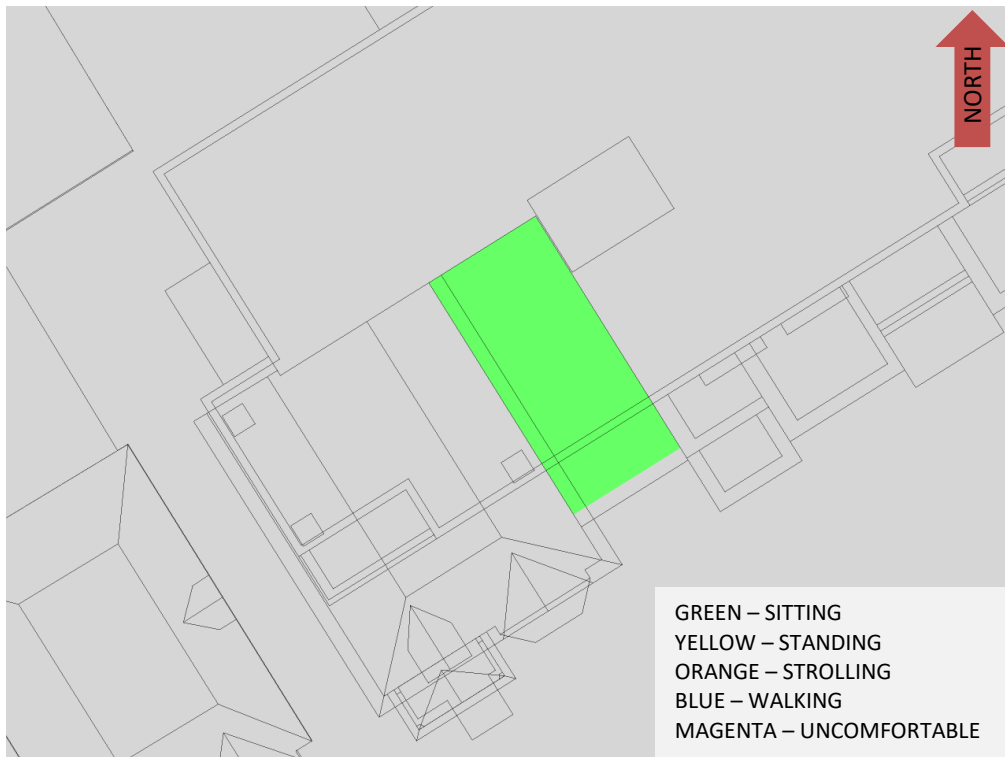 NORTH
GREEN – SITTING
YELLOW – STANDING
ORANGE – STROLLING
BLUE – WALKING
MAGENTA – UNCOMFORTABLE